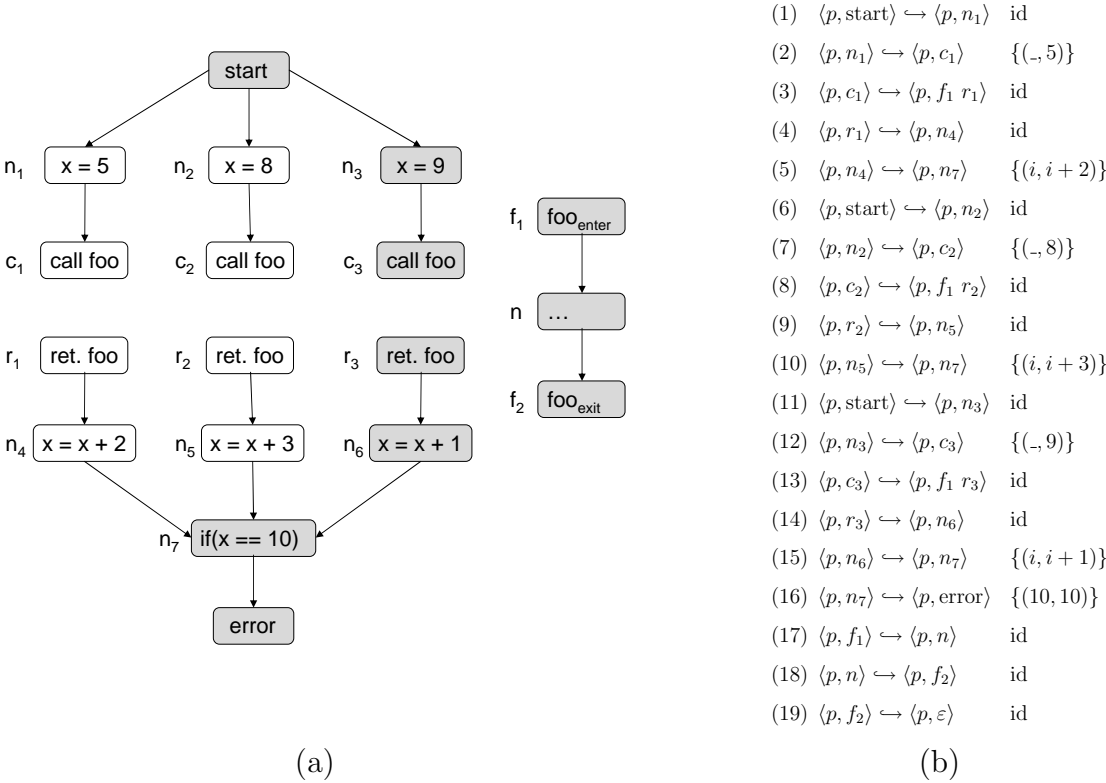 start
n₁ x = 5 n₂ x = 8 n₃ x = 9
f₁ foo_enter
c₁ call foo c₂ call foo c₃ call foo
n ...
r₁ ret. foo r₂ ret. foo r₃ ret. foo
f₂ foo_exit
n₄ x = x + 2 n₅ x = x + 3 n₆ x = x + 1
n₇ if(x == 10)
error
(a)
(1) ⟨p, start⟩ ↪ ⟨p, n₁⟩ id
(2) ⟨p, n₁⟩ ↪ ⟨p, c₁⟩ {(_, 5)}
(3) ⟨p, c₁⟩ ↪ ⟨p, f₁ r₁⟩ id
(4) ⟨p, r₁⟩ ↪ ⟨p, n₄⟩ id
(5) ⟨p, n₄⟩ ↪ ⟨p, n₇⟩ {(i, i + 2)}
(6) ⟨p, start⟩ ↪ ⟨p, n₂⟩ id
(7) ⟨p, n₂⟩ ↪ ⟨p, c₂⟩ {(_, 8)}
(8) ⟨p, c₂⟩ ↪ ⟨p, f₁ r₂⟩ id
(9) ⟨p, r₂⟩ ↪ ⟨p, n₅⟩ id
(10) ⟨p, n₅⟩ ↪ ⟨p, n₇⟩ {(i, i + 3)}
(11) ⟨p, start⟩ ↪ ⟨p, n₃⟩ id
(12) ⟨p, n₃⟩ ↪ ⟨p, c₃⟩ {(_, 9)}
(13) ⟨p, c₃⟩ ↪ ⟨p, f₁ r₃⟩ id
(14) ⟨p, r₃⟩ ↪ ⟨p, n₆⟩ id
(15) ⟨p, n₆⟩ ↪ ⟨p, n₇⟩ {(i, i + 1)}
(16) ⟨p, n₇⟩ ↪ ⟨p, error⟩ {(10, 10)}
(17) ⟨p, f₁⟩ ↪ ⟨p, n⟩ id
(18) ⟨p, n⟩ ↪ ⟨p, f₂⟩ id
(19) ⟨p, f₂⟩ ↪ ⟨p, ε⟩ id
(b)